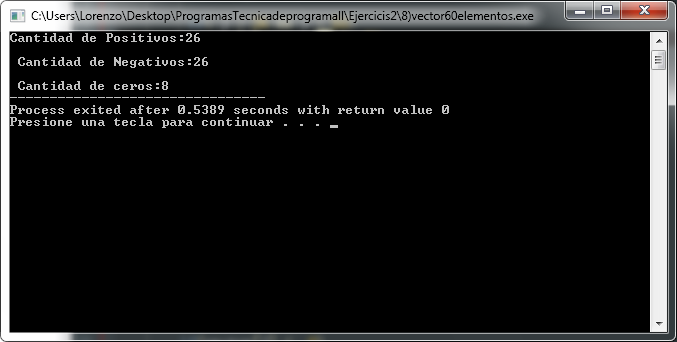 C:\Users\Lorenzo\Desktop\ProgramasTecnicadeprogramaII\Ejercicis2\8)vector60elementos.exe
Cantidad de Positivos:26
Cantidad de Negativos:26
Cantidad de ceros:8
--------------------------------
Process exited after 0.5389 seconds with return value 0
Presione una tecla para continuar . . . _